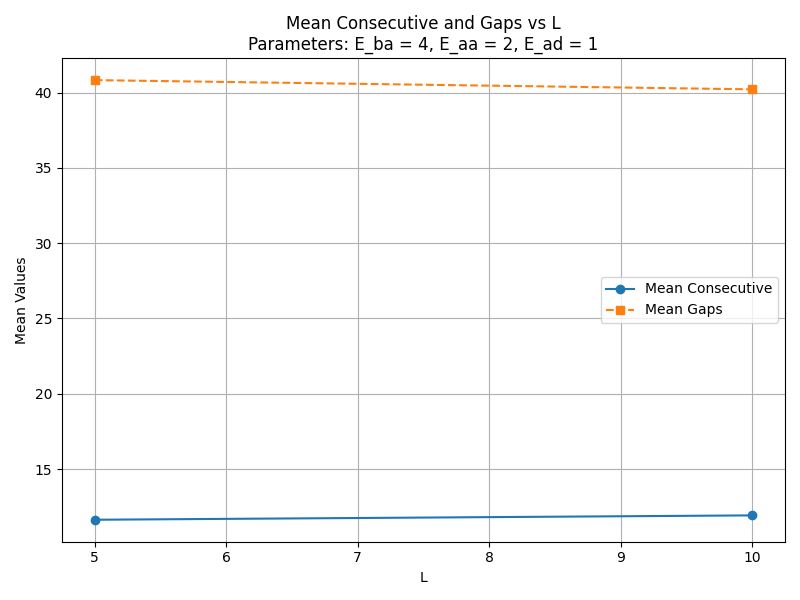 Mean Consecutive and Gaps vs L
Parameters: E_ba = 4, E_aa = 2, E_ad = 1
Mean Values
40
35
30
25
20
15
Mean Consecutive
Mean Gaps
5 6 7 8 9 10
L